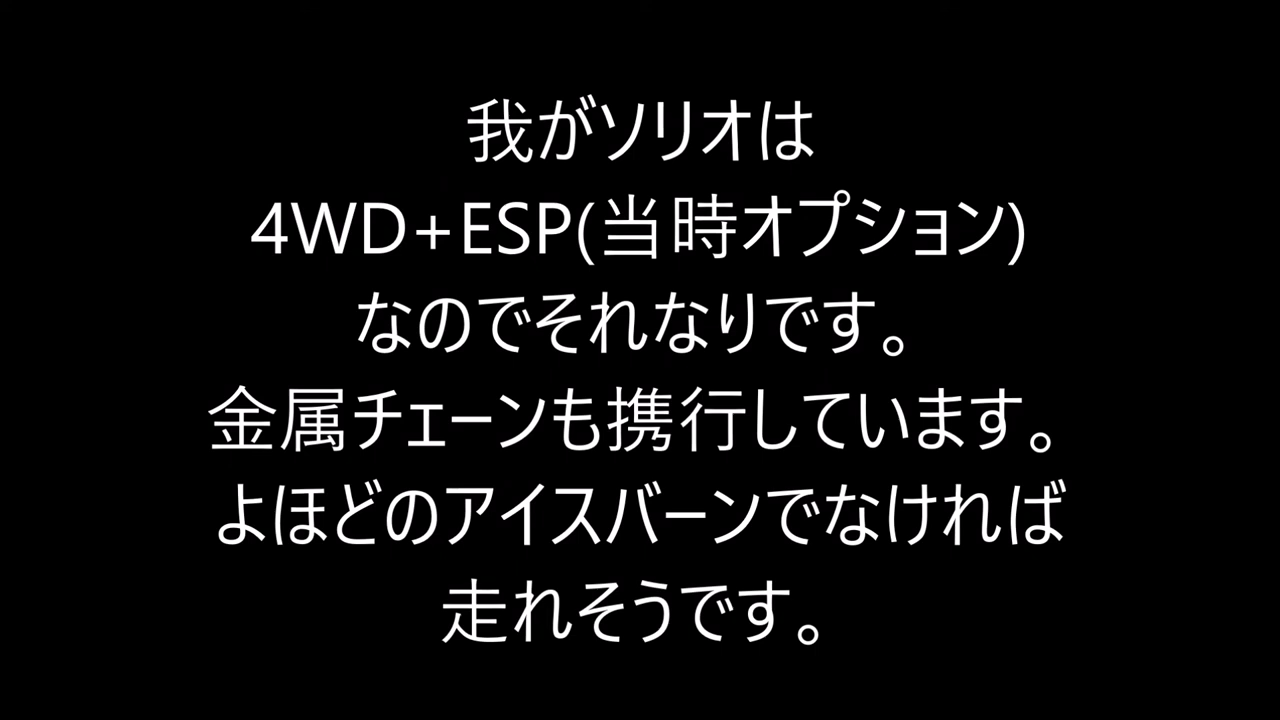 我がソリオは
4WD+ESP(当時オプション)
なのでそれなりです。
金属チェーンも携行しています。
よほどのアイスバーンでなければ
走れそうです。